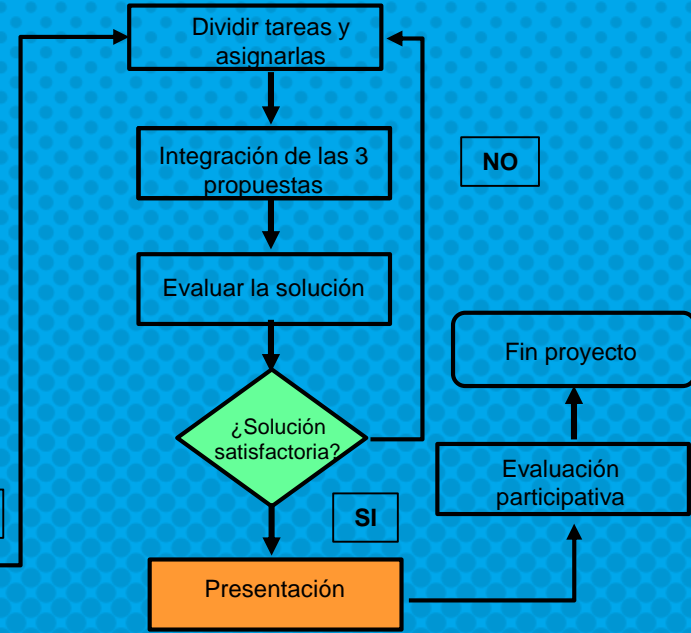 Dividir tareas y
asignarlas
Integración de las 3
propuestas
NO
Evaluar la solución
Fin proyecto
¿Solución
satisfactoria?
Evaluación
participativa
SI
Presentación